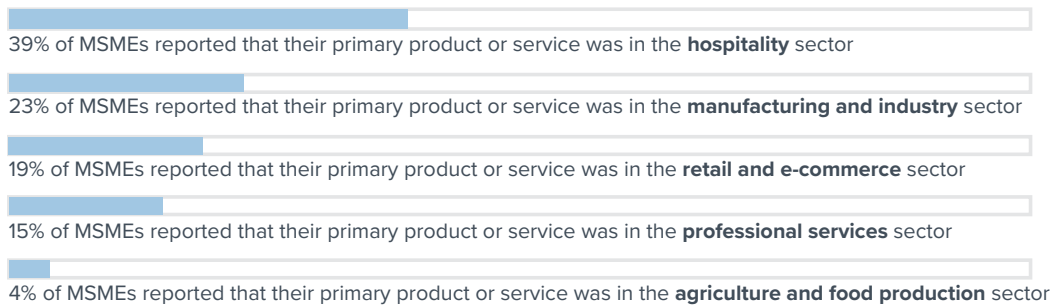 39% of MSMEs reported that their primary product or service was in the hospitality sector
23% of MSMEs reported that their primary product or service was in the manufacturing and industry sector
19% of MSMEs reported that their primary product or service was in the retail and e-commerce sector
15% of MSMEs reported that their primary product or service was in the professional services sector
4% of MSMEs reported that their primary product or service was in the agriculture and food production sector